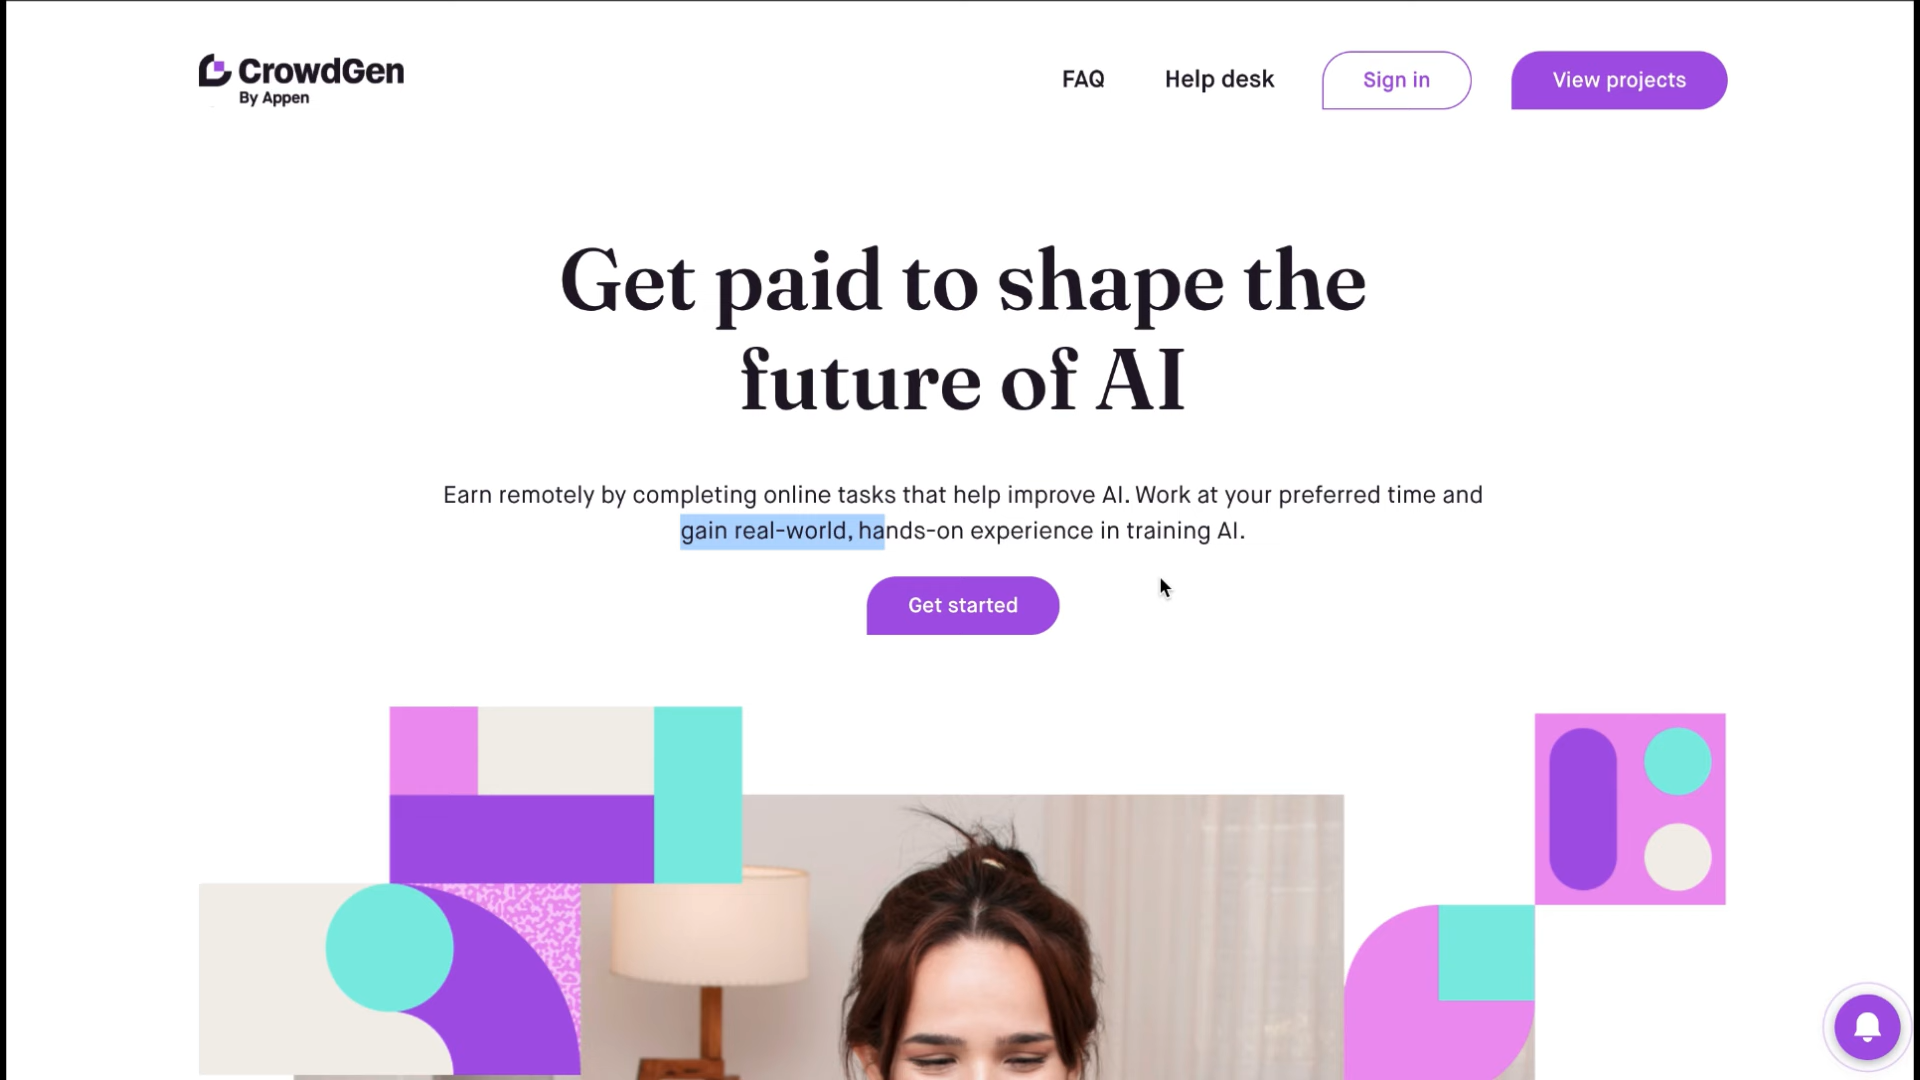 CrowdGen
By Appen
FAQ
Help desk
Sign in
View projects
Get paid to shape the
future of AI
Earn remotely by completing online tasks that help improve AI. Work at your preferred time and
gain real-world, hands-on experience in training AI.
Get started